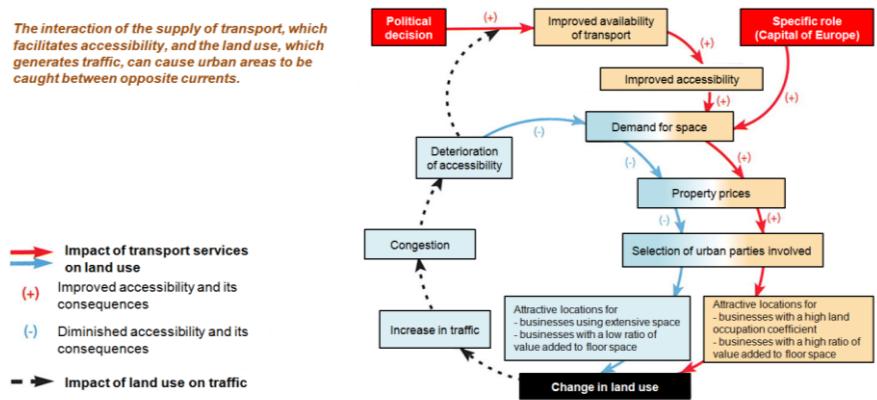 The interaction of the supply of transport, which
facilitates accessibility, and the land use, which
generates traffic, can cause urban areas to be
caught between opposite currents.
Political
decision
(+)
Improved availability
of transport
Specific role
(Capital of Europe)
(+)
Improved accessibility
(+)
(+)
Demand for space
(-)
Deterioration
of accessibility
(-)
(+)
Property prices
(-)
(+)
Congestion
Selection of urban parties involved
Impact of transport services
on land use
(+)
Improved accessibility and its
consequences
(-)
Diminished accessibility and its
consequences
Impact of land use on traffic
Increase in traffic
Attractive locations for
- businesses using extensive space
- businesses with a low ratio of
value added to floor space
Attractive locations for
- businesses with a high land
occupation coefficient
- businesses with a high ratio of
value added to floor space
Change in land use